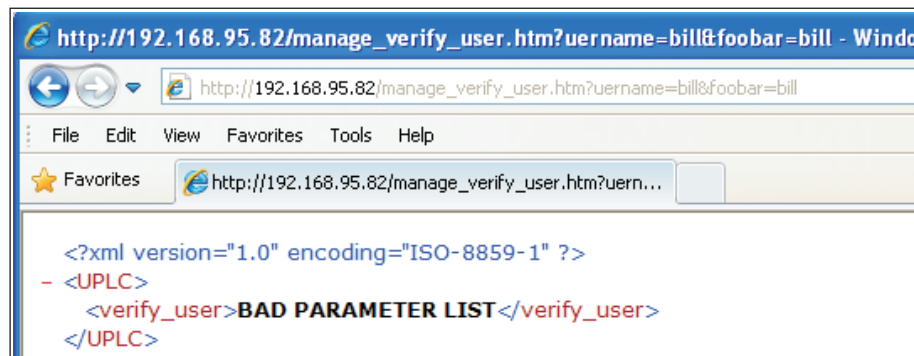 http://192.168.95.82/manage_verify_user.htm?uername=bill&foobar=bill - Windo
http://192.168.95.82/manage_verify_user.htm?uername=bill&foobar=bill
File Edit View Favorites Tools Help
Favorites http://192.168.95.82/manage_verify_user.htm?uern...
<?xml version="1.0" encoding="ISO-8859-1" ?>
- <UPLC>
<verify_user>BAD PARAMETER LIST</verify_user>
</UPLC>